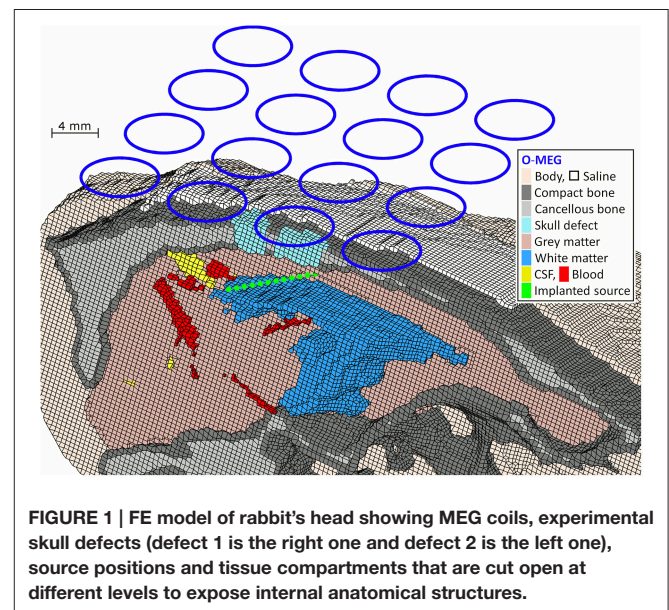 4 mm
O-MEG
Body, Saline
Compact bone
Cancellous bone
Skull defect
Grey matter
White matter
CSF, Blood
Implanted source
FIGURE 1 | FE model of rabbit's head showing MEG coils, experimental
skull defects (defect 1 is the right one and defect 2 is the left one),
source positions and tissue compartments that are cut open at
different levels to expose internal anatomical structures.